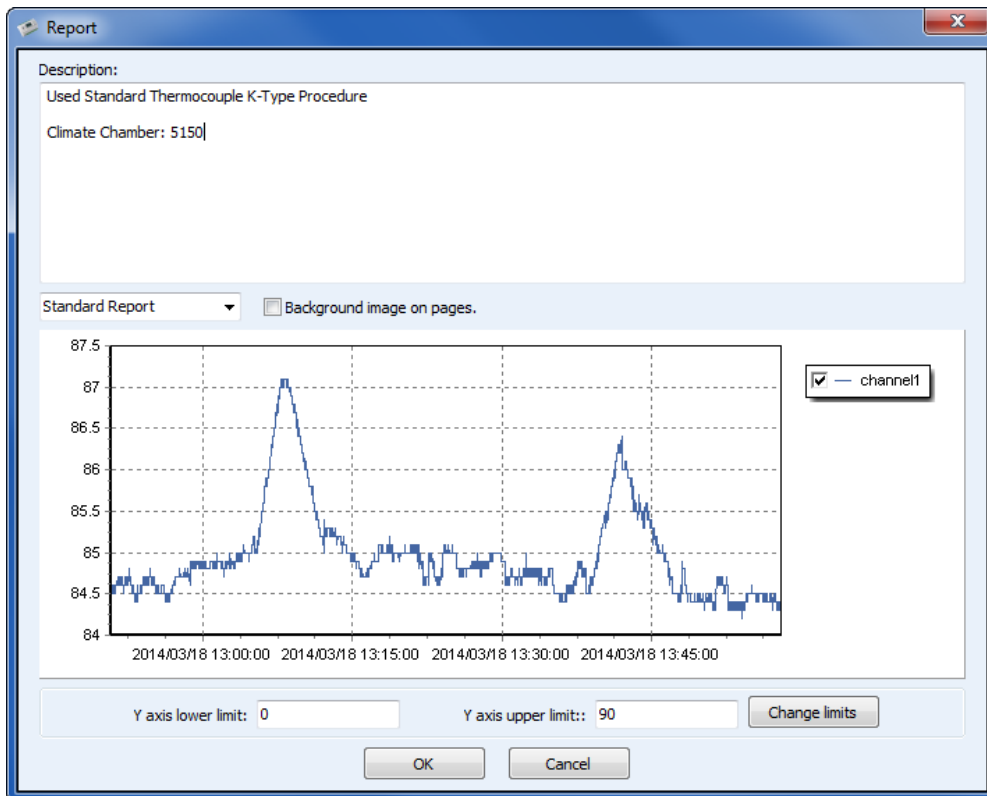 Report
Description:
Used Standard Thermocouple K-Type Procedure
Climate Chamber: 5150
Standard Report
Background image on pages.
87.5
87
86.5
86
85.5
85
84.5
84
channel1
2014/03/18 13:00:00 2014/03/18 13:15:00 2014/03/18 13:30:00 2014/03/18 13:45:00
Y axis lower limit: 0 Y axis upper limit:: 90 Change limits
OK Cancel